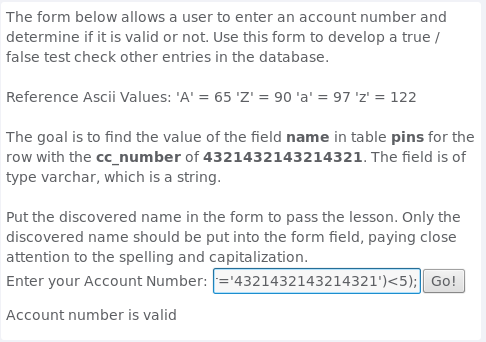 The form below allows a user to enter an account number and
determine if it is valid or not. Use this form to develop a true /
false test check other entries in the database.
Reference Ascii Values: 'A' = 65 'Z' = 90 'a' = 97 'z' = 122
The goal is to find the value of the field name in table pins for the
row with the cc_number of 4321432143214321. The field is of
type varchar, which is a string.
Put the discovered name in the form to pass the lesson. Only the
discovered name should be put into the form field, paying close
attention to the spelling and capitalization.
Enter your Account Number: ='4321432143214321')<5); Go!
Account number is valid